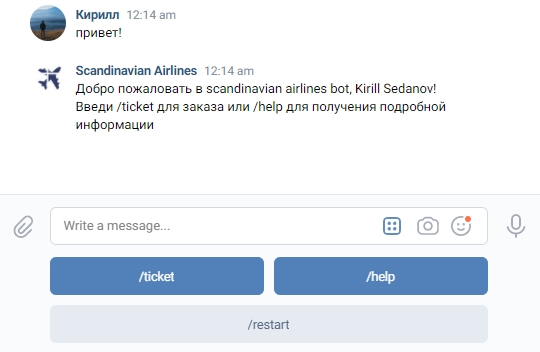 Кирилл 12:14 am
привет!
Scandinavian Airlines 12:14 am
Добро пожаловать в scandinavian airlines bot, Kirill Sedanov!
Введи /ticket для заказа или /help для получения подробной
информации
Write a message...
/ticket /help
/restart